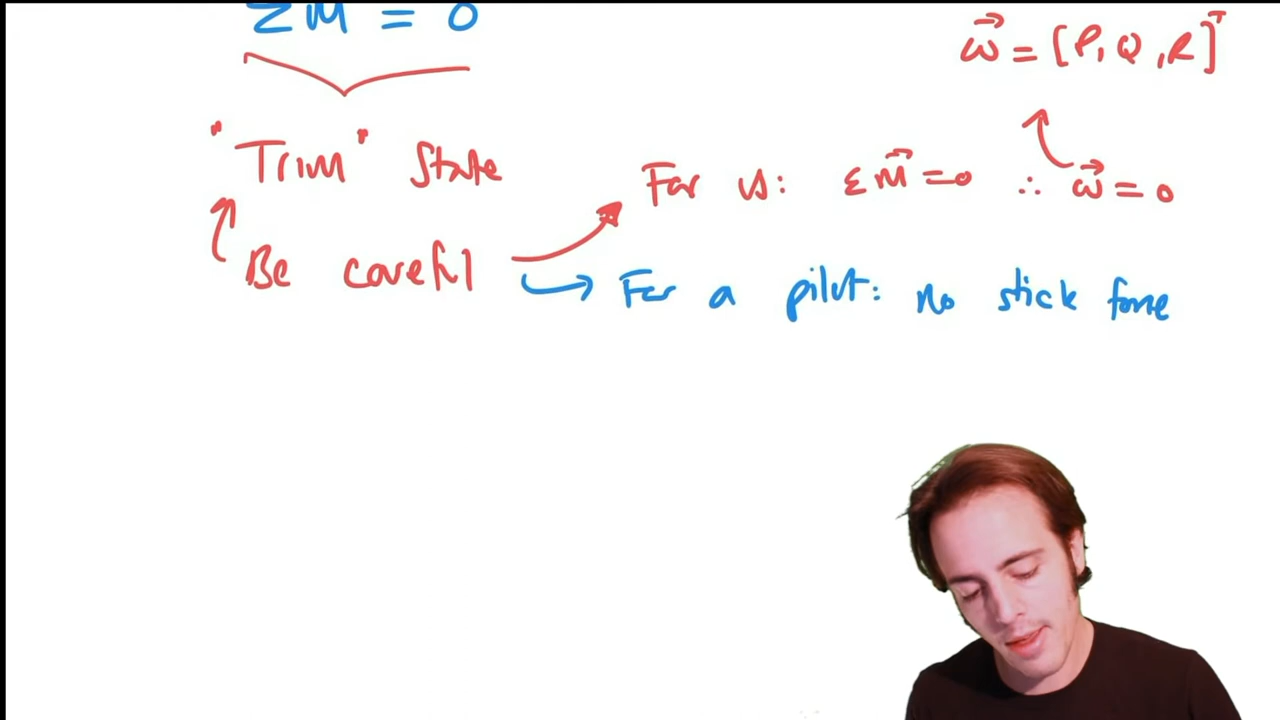 ΣM = 0
ω⃗ = [P, Q, R]ᵀ
"Trim" State
For us: ΣM⃗ = 0 ∴ ω⃗ = 0
Be careful
For a pilot: no stick force